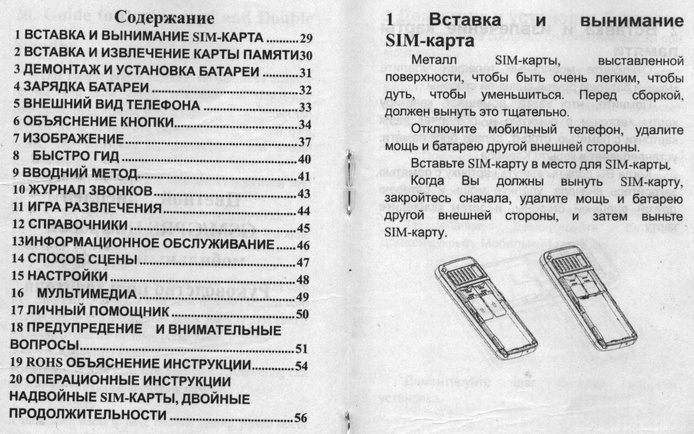 Содержание
1 ВСТАВКА И ВЫНИМАНИЕ SIM-КАРТА ..........29
2 ВСТАВКА И ИЗВЛЕЧЕНИЕ КАРТЫ ПАМЯТИ30
3 ДЕМОНТАЖ И УСТАНОВКА БАТАРЕИ ..........31
4 ЗАРЯДКА БАТАРЕИ ..........32
5 ВНЕШНИЙ ВИД ТЕЛЕФОНА ..........33
6 ОБЪЯСНЕНИЕ КНОПКИ ..........34
7 ИЗОБРАЖЕНИЕ ..........37
8 БЫСТРО ГИД ..........40
9 ВВОДНИЙ МЕТОД ..........41
10 ЖУРНАЛ ЗВОНКОВ ..........43
11 ИГРА РАЗВЛЕЧЕНИЯ ..........44
12 СПРАВОЧНИКИ ..........45
13ИНФОРМАЦИОННОЕ ОБСЛУЖИВАНИЕ ..........46
14 СПОСОБ СЦЕНЫ ..........47
15 НАСТРОЙКИ ..........48
16 МУЛЬТИМЕДИА ..........49
17 ЛИЧНЫЙ ПОМОЩНИК ..........50
18 ПРЕДУПРЕДЕНИЕ И ВНИМАТЕЛЬНЫЕ
ВОПРОСЫ ..........51
19 ROHS ОБЪЯСНЕНИЕ ИНСТРУКЦИИ ..........54
20 ОПЕРАЦИОННЫЕ ИНСТРУКЦИИ
НАДВОЙНЫЕ SIM-КАРТЫ, ДВОЙНЫЕ
ПРОДОЛЖИТЕЛЬНОСТИ ..........56
1 Вставка и вынимание
SIM-карта
Металл SIM-карты, выставленной
поверхности, чтобы быть очень легким, чтобы
дуть, чтобы уменьшиться. Перед сборкой,
должен вынуть это тщательно.
Отключите мобильный телефон, удалите
мощь и батарею другой внешней стороны.
Вставьте SIM-карту в место для SIM-карты,
Когда Вы должны вынуть SIM-карту,
закройтесь сначала, удалите мощь и батарею
другой внешней стороны, и затем выньте
SIM-карту.